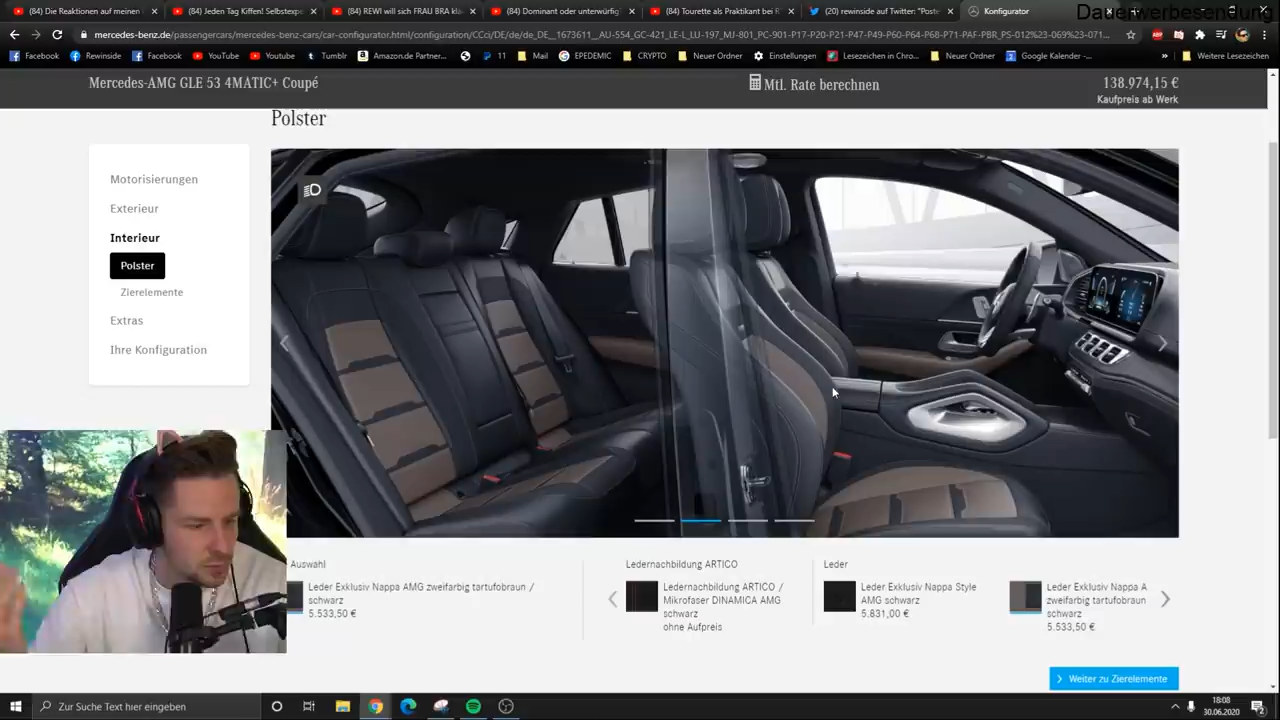 Dauerwerbesendung
(84) Die Reaktionen auf meinen
(84) Jeden Tag Kiffen! Selbstexpe
(84) REWI will sich FRAU BRA kla
(84) Dominant oder unterwürfig
(84) Tourette als Praktikant bei R
(20) rewinside auf Twitter: "Poste
Konfigurator
mercedes-benz.de/passengercars/mercedes-benz-cars/car-configurator.html/configuration/CCci/DE/de/de_DE__1673611__AU-554_GC-421_LE-L_LU-197_MJ-801_PC-901-P17-P20-P21-P47-P49-P60-P64-P68-P71-PAF-PBR_PS-012%23-069%23-071...
Facebook
Rewinside
Facebook
YouTube
Youtube
Tumblr
Amazon.com/PayPal
11
Mail
EPEDEMIC
CRYPTO
Neuer Ordner
Einstellungen
Lesezeichen in Chro...
Neuer Ordner
Neuer Ordner
Google Kalender -...
»
Weitere Lesezeichen
Mercedes-AMG GLE 53 4MATIC+ Coupé
Mtl. Rate berechnen
138.974,15 €
Kaufpreis ab Werk
Polster
Motorisierungen
Exterieur
Interieur
Polster
Zierelemente
Extras
Ihre Konfiguration
Auswahl
Leder Exklusiv Nappa AMG zweifarbig tartufobraun /
schwarz
5.533,50 €
Ledernachbildung ARTICO
Ledernachbildung ARTICO /
Mikrofaser DINAMICA AMG
schwarz
ohne Aufpreis
Leder
Leder Exklusiv Nappa Style
AMG schwarz
5.831,00 €
Leder Exklusiv Nappa A
zweifarbig tartufobraun
schwarz
5.533,50 €
Weiter zu Zierelemente
Zur Suche Text hier eingeben
18:08
30.06.2020
2